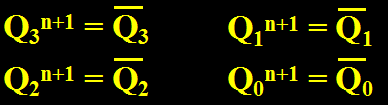 Q₃ⁿ⁺¹ = Q̅₃ Q₁ⁿ⁺¹ = Q̅₁
Q₂ⁿ⁺¹ = Q̅₂ Q₀ⁿ⁺¹ = Q̅₀